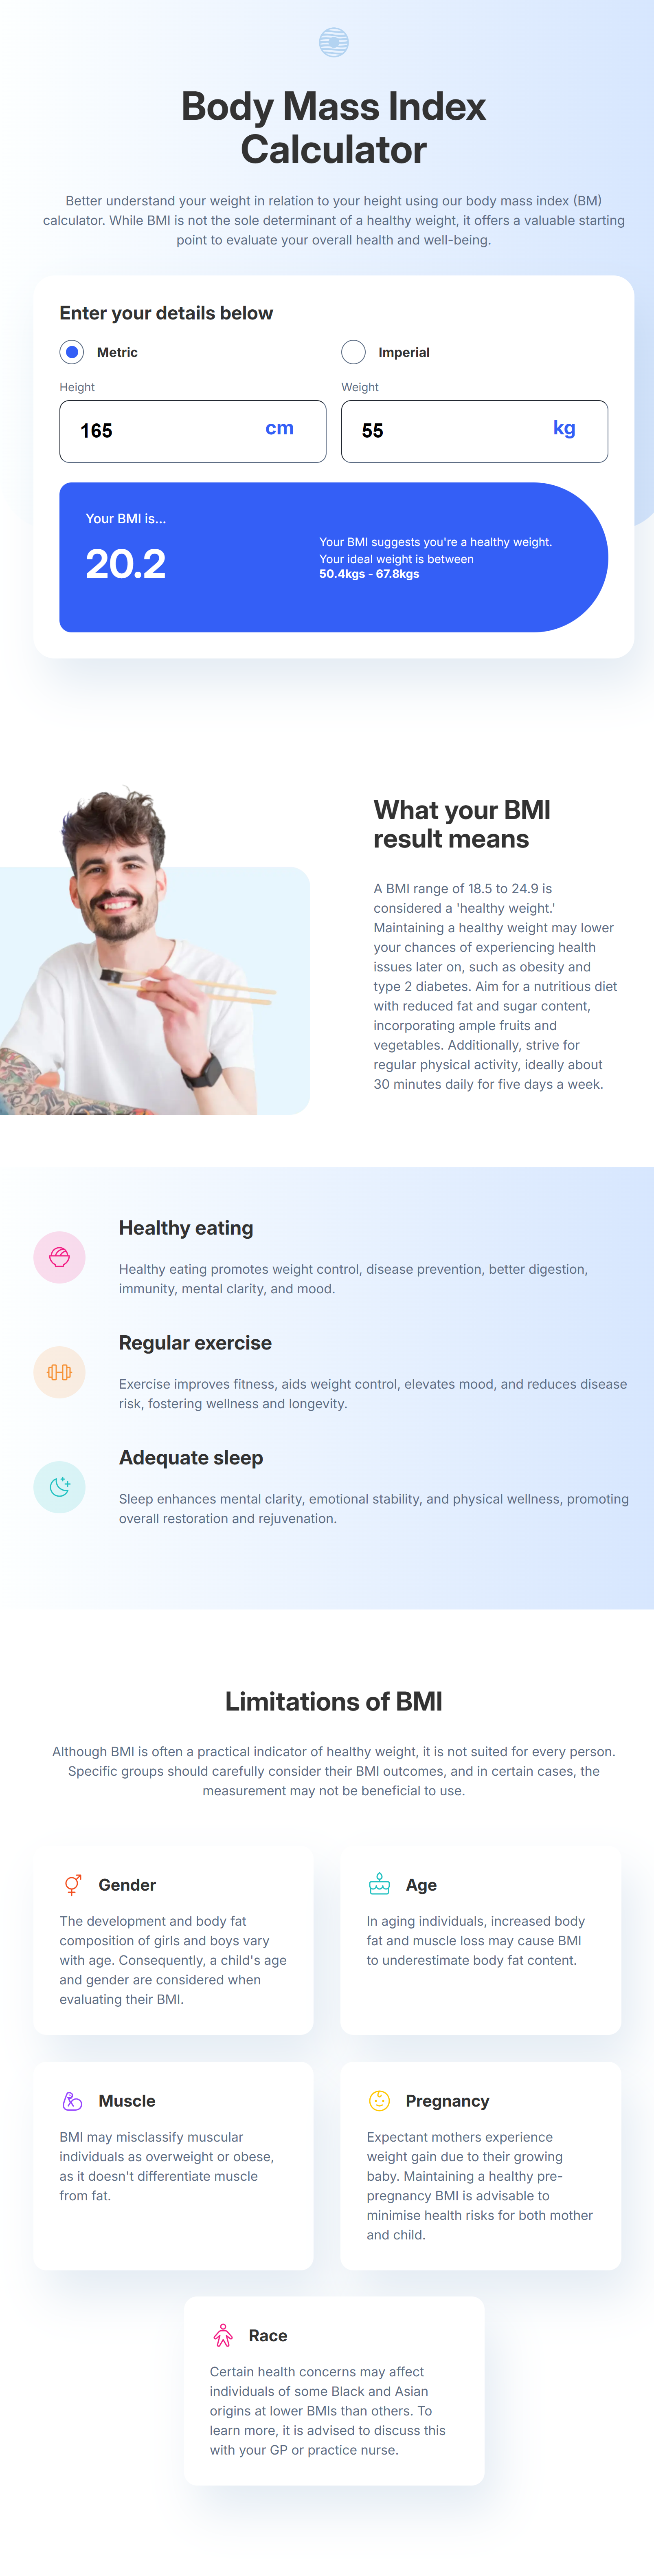 Body Mass Index
Calculator
Better understand your weight in relation to your height using our body mass index (BM)
calculator. While BMI is not the sole determinant of a healthy weight, it offers a valuable starting
point to evaluate your overall health and well-being.
Enter your details below
Metric
Imperial
Height
Weight
165 cm
55 kg
Your BMI is...
20.2
Your BMI suggests you're a healthy weight.
Your ideal weight is between
50.4kgs - 67.8kgs
What your BMI
result means
A BMI range of 18.5 to 24.9 is
considered a 'healthy weight.'
Maintaining a healthy weight may lower
your chances of experiencing health
issues later on, such as obesity and
type 2 diabetes. Aim for a nutritious diet
with reduced fat and sugar content,
incorporating ample fruits and
vegetables. Additionally, strive for
regular physical activity, ideally about
30 minutes daily for five days a week.
Healthy eating
Healthy eating promotes weight control, disease prevention, better digestion,
immunity, mental clarity, and mood.
Regular exercise
Exercise improves fitness, aids weight control, elevates mood, and reduces disease
risk, fostering wellness and longevity.
Adequate sleep
Sleep enhances mental clarity, emotional stability, and physical wellness, promoting
overall restoration and rejuvenation.
Limitations of BMI
Although BMI is often a practical indicator of healthy weight, it is not suited for every person.
Specific groups should carefully consider their BMI outcomes, and in certain cases, the
measurement may not be beneficial to use.
Gender
The development and body fat
composition of girls and boys vary
with age. Consequently, a child's age
and gender are considered when
evaluating their BMI.
Age
In aging individuals, increased body
fat and muscle loss may cause BMI
to underestimate body fat content.
Muscle
BMI may misclassify muscular
individuals as overweight or obese,
as it doesn't differentiate muscle
from fat.
Pregnancy
Expectant mothers experience
weight gain due to their growing
baby. Maintaining a healthy pre-
pregnancy BMI is advisable to
minimise health risks for both mother
and child.
Race
Certain health concerns may affect
individuals of some Black and Asian
origins at lower BMIs than others. To
learn more, it is advised to discuss this
with your GP or practice nurse.